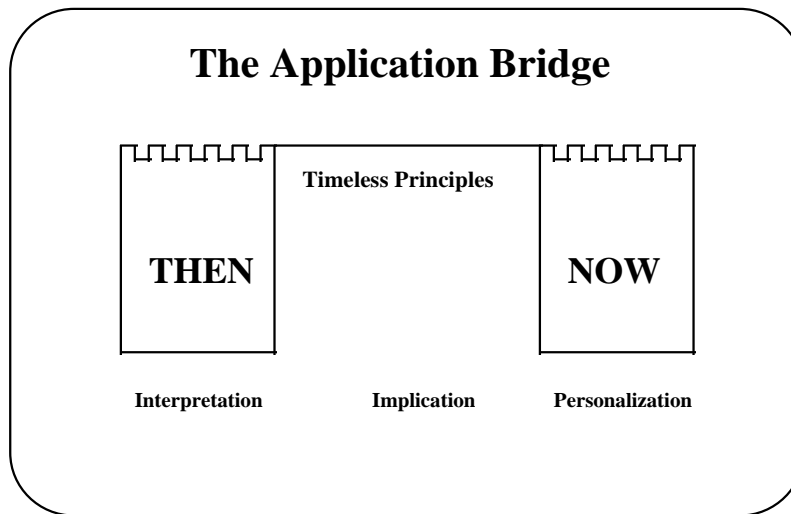 The Application Bridge
Timeless Principles
THEN
NOW
Interpretation
Implication
Personalization